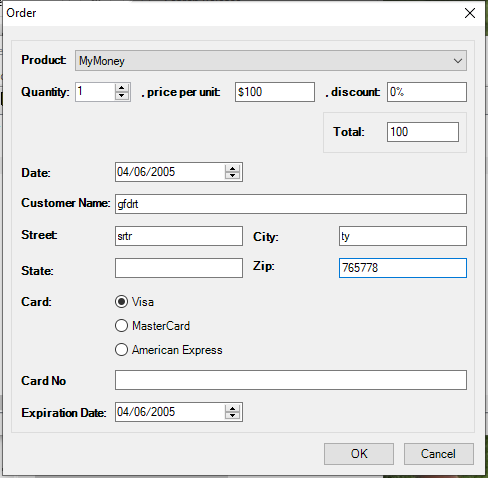 Order
Product: MyMoney
Quantity: 1 , price per unit: $100 , discount: 0%
Total: 100
Date: 04/06/2005
Customer Name: gfdrt
Street: srtr City: ty
State: Zip: 765778
Card: Visa
MasterCard
American Express
Card No
Expiration Date: 04/06/2005
OK Cancel